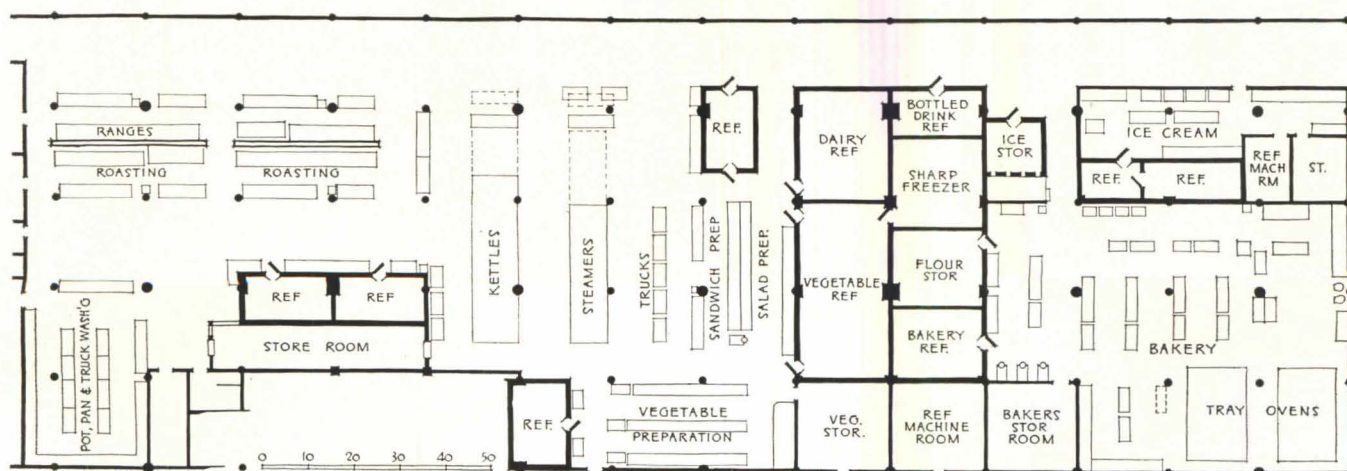 RANGES
ROASTING
ROASTING
REF.
DAIRY
REF
BOTTLED
DRINK
REF
ICE
STOR
ICE CREAM
REF.
REF.
REF
MACH
RM
ST.
SHARP
FREEZER
KETTLES
STEAMERS
TRUCKS
SANDWICH PREP
SALAD PREP.
VEGETABLE
REF
FLOUR
STOR
REF
REF
STORE ROOM
BAKERY
REF.
BAKERY
POT, PAN & TRUCK WASH'G
REF.
VEGETABLE
PREPARATION
VEG.
STOR.
REF
MACHINE
ROOM
BAKERS
STOR
ROOM
TRAY OVENS
0 10 20 30 40 50